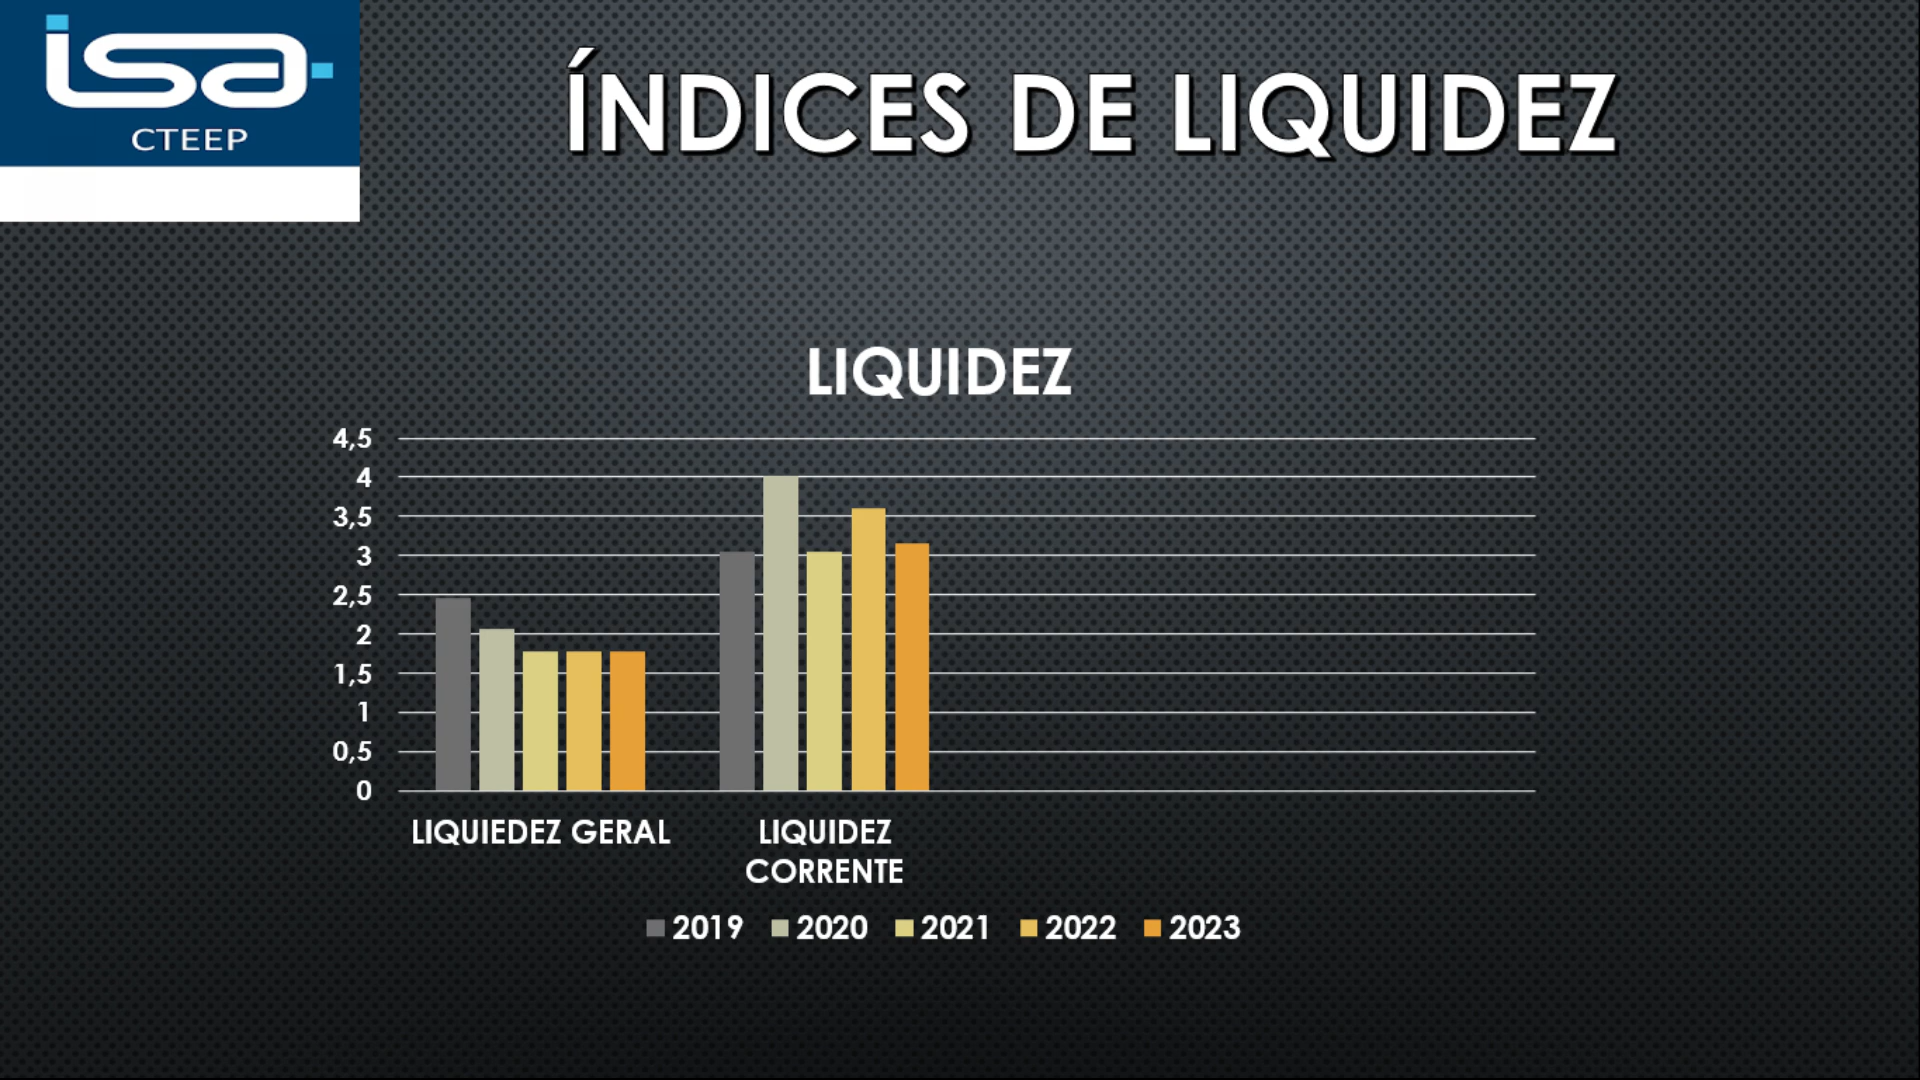 isa
CTEEP
ÍNDICES DE LIQUIDEZ
LIQUIDEZ
4,5
4
3,5
3
2,5
2
1,5
1
0,5
0
LIQUIEDEZ GERAL
LIQUIDEZ
CORRENTE
2019 2020 2021 2022 2023